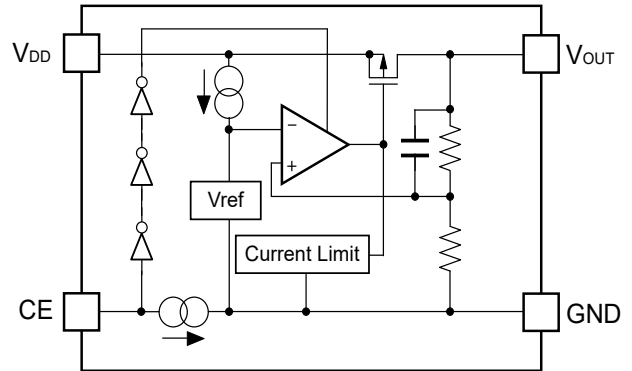 VDD
VOUT
−
+
Vref
Current Limit
CE
GND